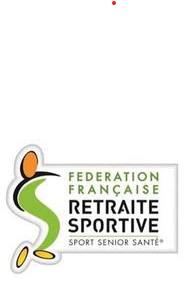 FEDERATION
FRANÇAISE
RETRAITE
SPORTIVE
SPORT SENIOR SANTÉ®